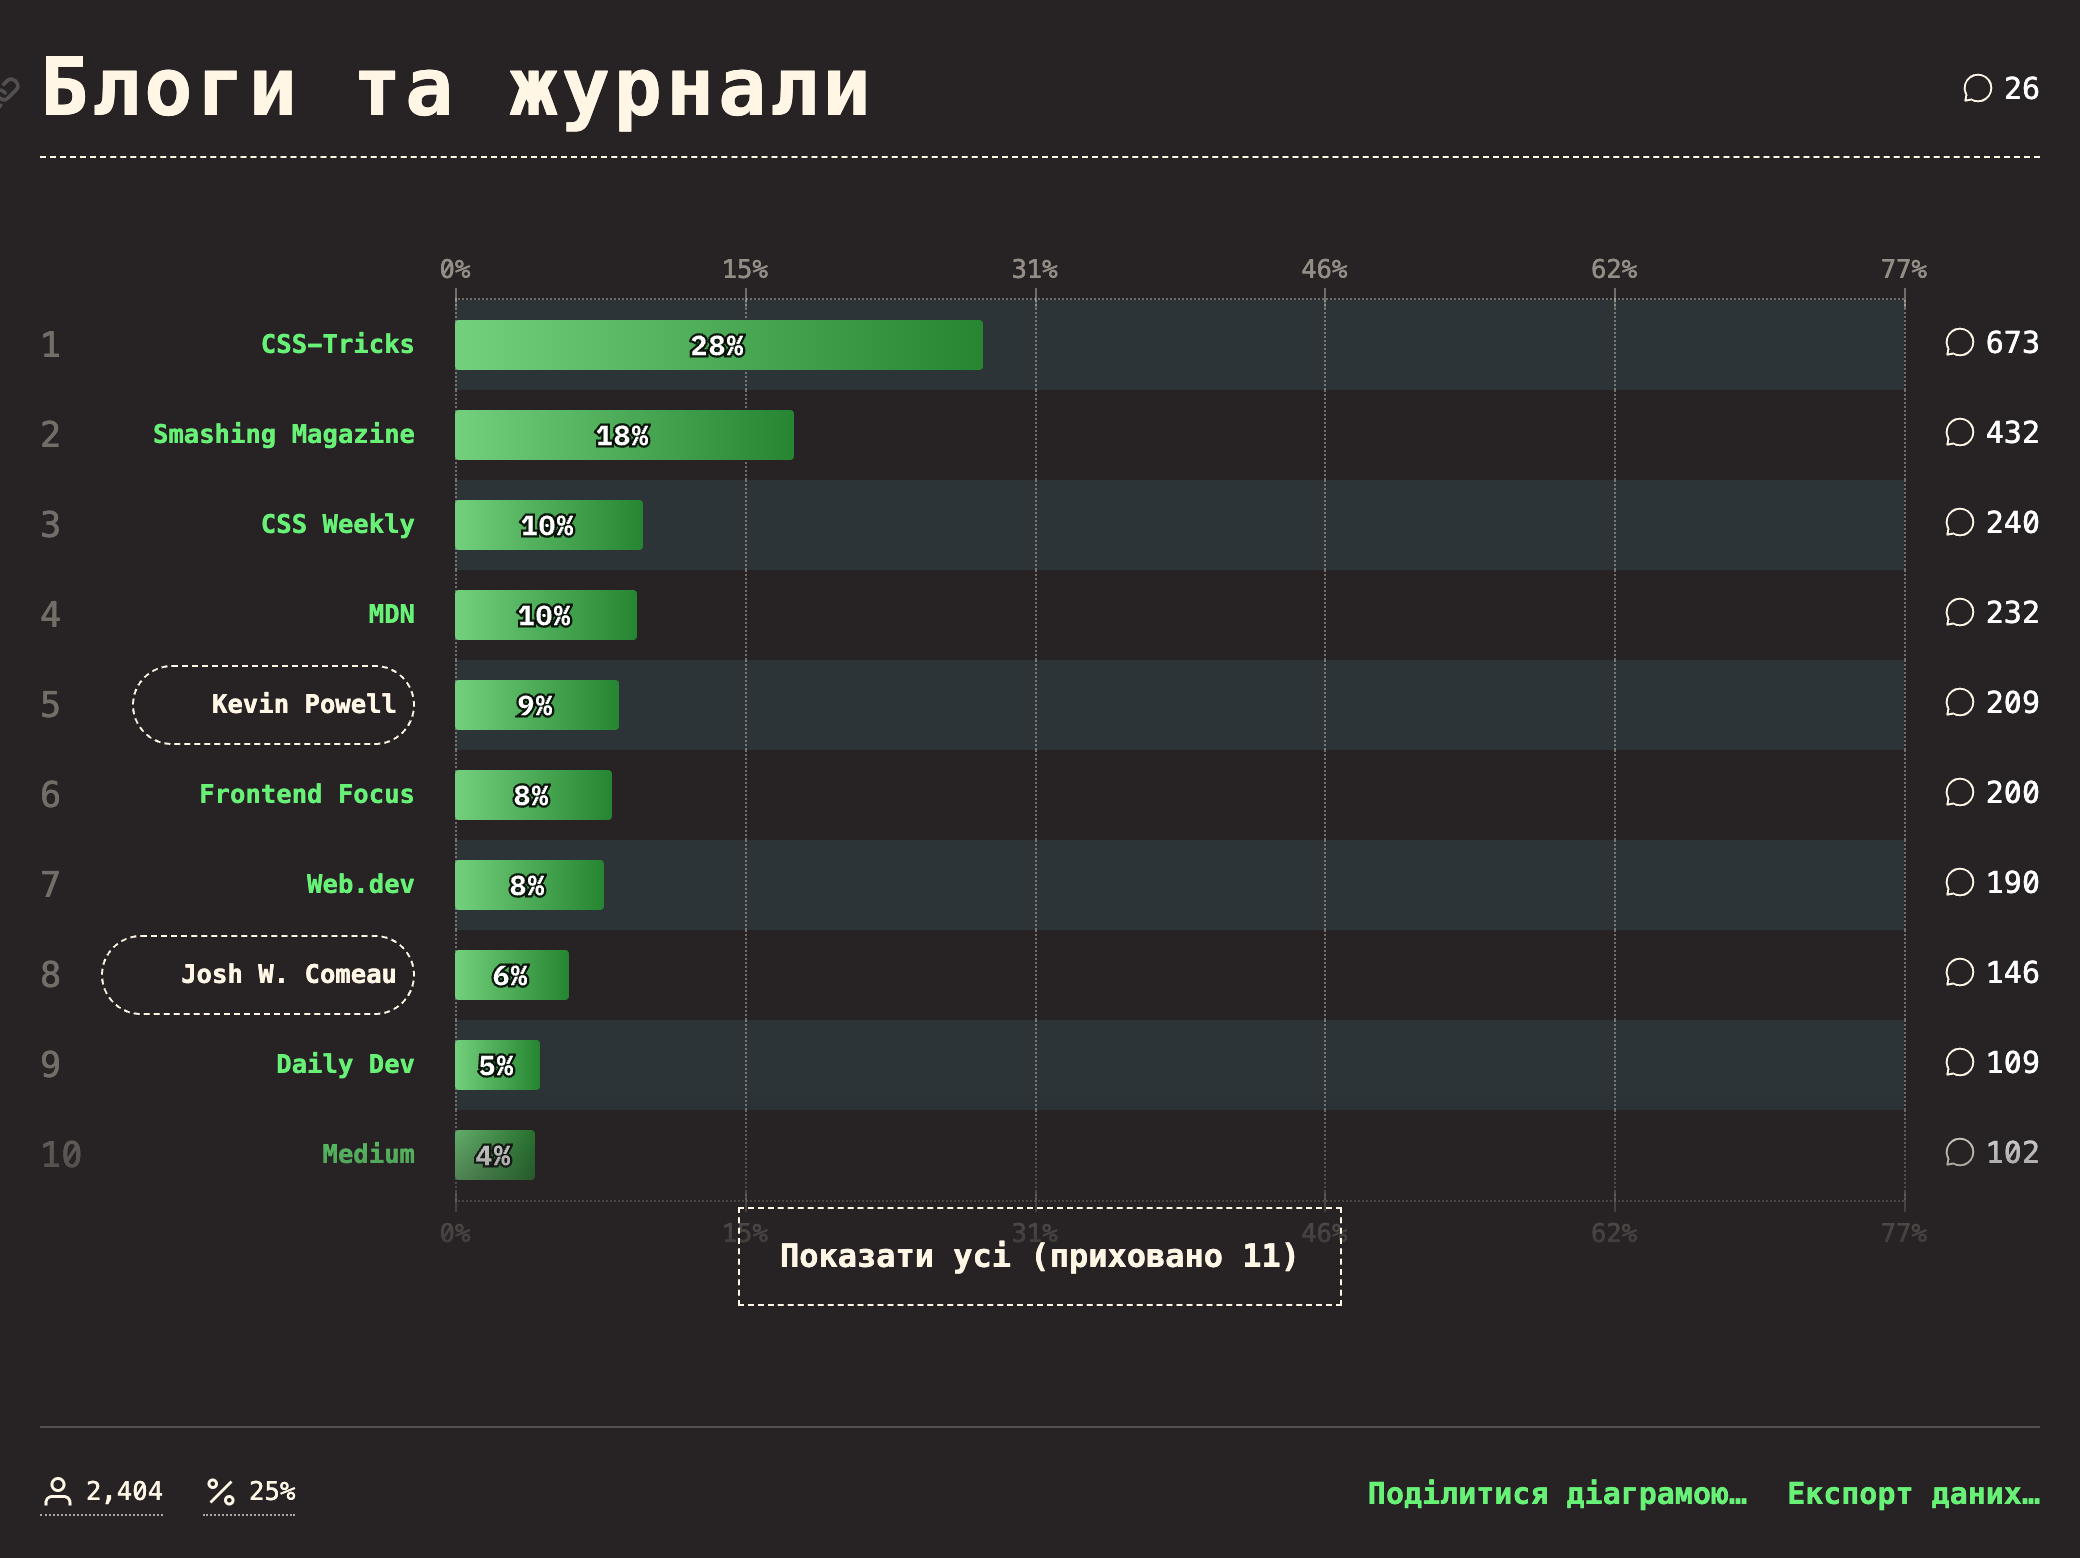 Блоги та журнали
26
0% 15% 31% 46% 62% 77%
1 CSS-Tricks 28% 673
2 Smashing Magazine 18% 432
3 CSS Weekly 10% 240
4 MDN 10% 232
5 Kevin Powell 9% 209
6 Frontend Focus 8% 200
7 Web.dev 8% 190
8 Josh W. Comeau 6% 146
9 Daily Dev 5% 109
10 Medium 4% 102
0% 15% 31% 46% 62% 77%
Показати усі (приховано 11)
2,404 % 25% Поділитися діаграмою… Експорт даних…